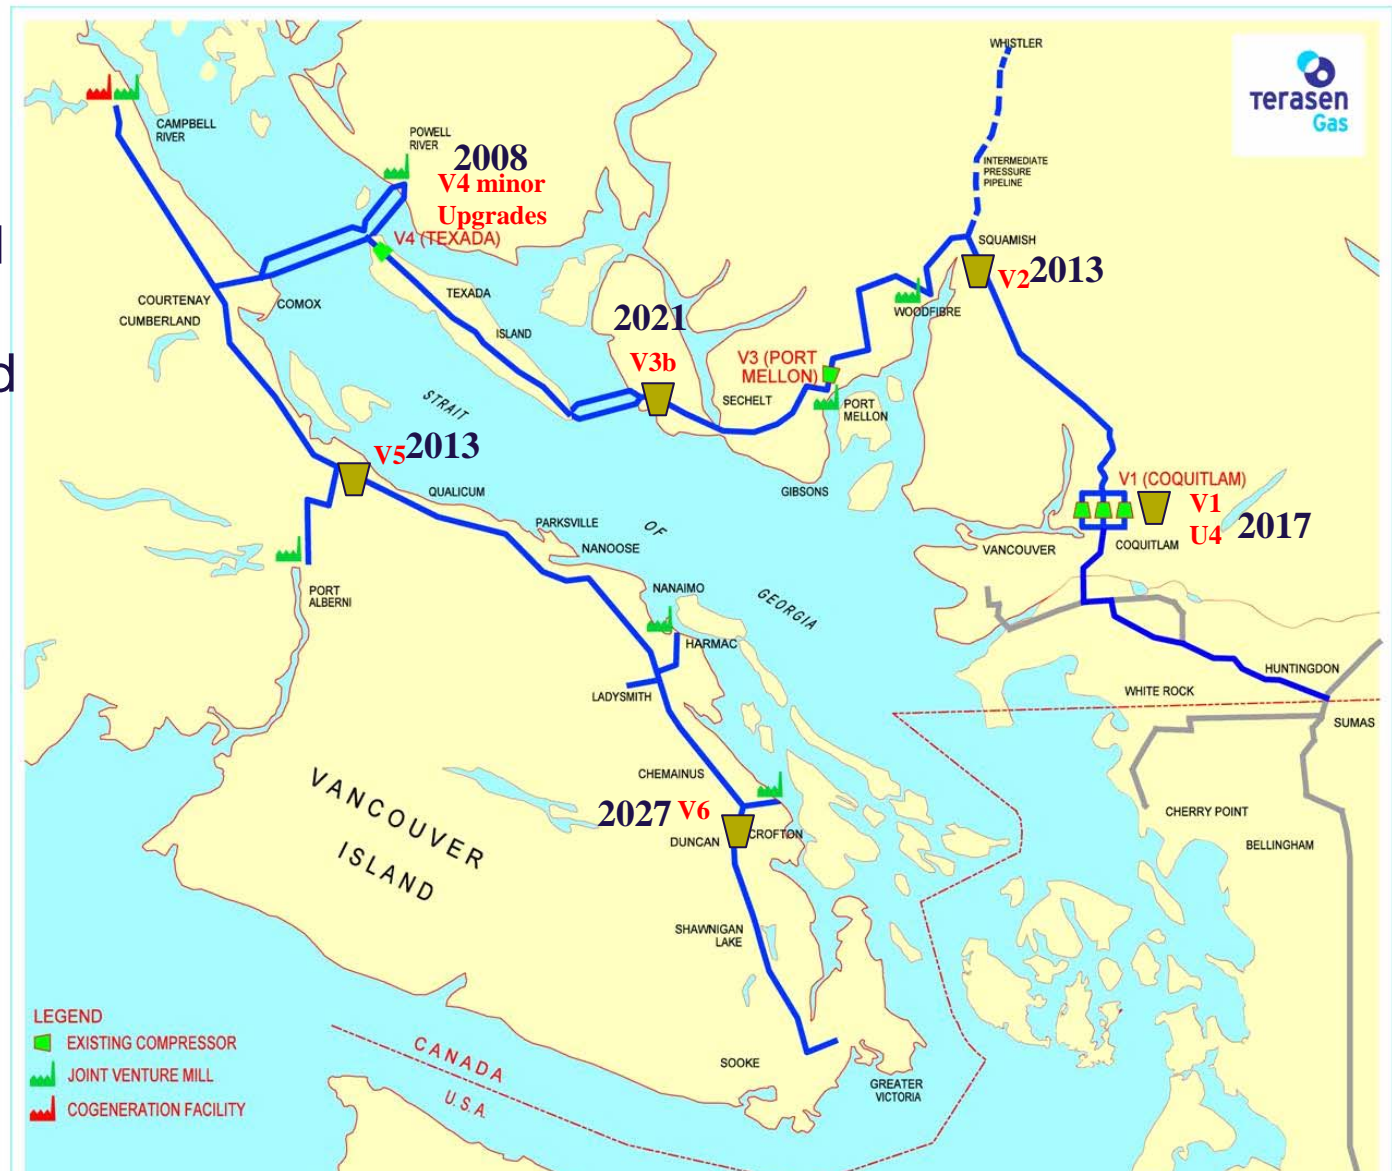 WHISTLER
Terasen
Gas
CAMPBELL
RIVER
POWELL
RIVER
2008
V4 minor
Upgrades
V4 (TEXADA)
INTERMEDIATE
PRESSURE
PIPELINE
SQUAMISH
V2 2013
WOODFIBRE
COURTENAY
CUMBERLAND
COMOX
TEXADA
ISLAND
2021
V3b
V3 (PORT
MELLON)
SECHELT
PORT
MELLON
d
STRAIT
OF
GEORGIA
V5 2013
QUALICUM
GIBSONS
V1 (COQUITLAM)
V1
U4
2017
PARKSVILLE
NANOOSE
VANCOUVER
COQUITLAM
PORT
ALBERNI
NANAIMO
HARMAC
LADYSMITH
HUNTINGDON
WHITE ROCK
SUMAS
CHEMAINUS
2027 V6
DUNCAN
CROFTON
CHERRY POINT
BELLINGHAM
VANCOUVER
ISLAND
SHAWNIGAN
LAKE
SOOKE
GREATER
VICTORIA
CANADA
U.S.A.
LEGEND
EXISTING COMPRESSOR
JOINT VENTURE MILL
COGENERATION FACILITY